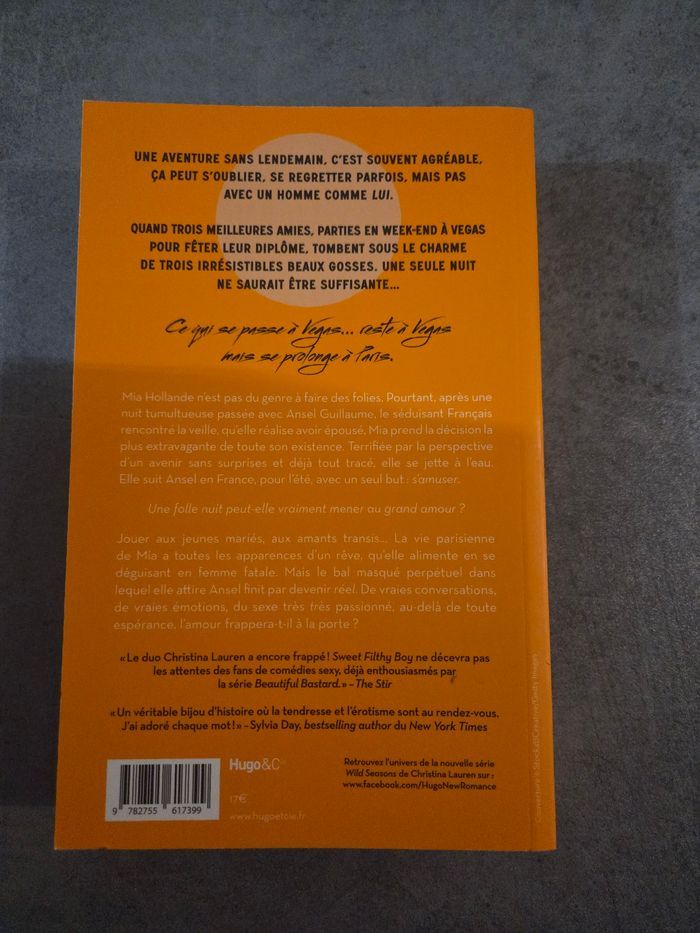 UNE AVENTURE SANS LENDEMAIN, C'EST SOUVENT AGRÉABLE,
ÇA PEUT S'OUBLIER, SE REGRETTER PARFOIS, MAIS PAS
AVEC UN HOMME COMME LUI.
QUAND TROIS MEILLEURES AMIES, PARTIES EN WEEK-END À VEGAS
POUR FÊTER LEUR DIPLÔME, TOMBENT SOUS LE CHARME
DE TROIS IRRÉSISTIBLES BEAUX GOSSES. UNE SEULE NUIT
NE SAURAIT ÊTRE SUFFISANTE...
Ce qui se passe à Vegas... reste à Vegas
mais se prolonge à Paris.
Mia Hollande n'est pas du genre à faire des folies. Pourtant, après une
nuit tumultueuse passée avec Ansel Guillaume, le séduisant Français
rencontré la veille, qu'elle réalise avoir épousé, Mia prend la décision la
plus extravagante de toute son existence. Terrifiée par la perspective
d'un avenir sans surprises et déjà tout tracé, elle se jette à l'eau.
Elle suit Ansel en France, pour l'été, avec un seul but : s'amuser.
Une folle nuit peut-elle vraiment mener au grand amour ?
Jouer aux jeunes mariés, aux amants transis... La vie parisienne
de Mia a toutes les apparences d'un rêve, qu'elle alimente en se
déguisant en femme fatale. Mais le bal masqué perpétuel dans
lequel elle attire Ansel finit par devenir réel. De vraies conversations,
de vraies émotions, du sexe très très passionné, au-delà de toute
espérance, l'amour frappera-t-il à la porte ?
« Le duo Christina Lauren a encore frappé ! Sweet Filthy Boy ne décevra pas
les attentes des fans de comédies sexy, déjà enthousiasmés par
la série Beautiful Bastard. » – The Stir
« Un véritable bijou d'histoire où la tendresse et l'érotisme sont au rendez-vous.
J'ai adoré chaque mot ! » – Sylvia Day, bestselling author du New York Times
Hugo&Cie
17€
www.hugoetcie.fr
Retrouvez l'univers de la nouvelle série
Wild Seasons de Christina Lauren sur :
www.facebook.com/HugoNewRomance
9 782755 617399
Couverture © Stocka9Creative/Getty Images